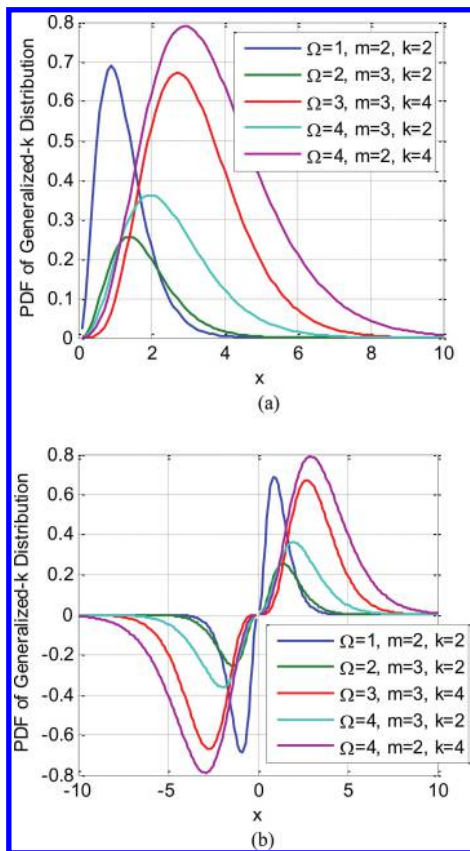 PDF of Generalized-k Distribution
0.8
0.7
0.6
0.5
0.4
0.3
0.2
0.1
0
Ω=1, m=2, k=2
Ω=2, m=3, k=2
Ω=3, m=3, k=4
Ω=4, m=3, k=2
Ω=4, m=2, k=4
0 2 4 6 8 10
x
(a)
PDF of Generalized-k Distribution
0.8
0.6
0.4
0.2
0
-0.2
-0.4
-0.6
-0.8
Ω=1, m=2, k=2
Ω=2, m=3, k=2
Ω=3, m=3, k=4
Ω=4, m=3, k=2
Ω=4, m=2, k=4
-10 -5 0 5 10
x
(b)